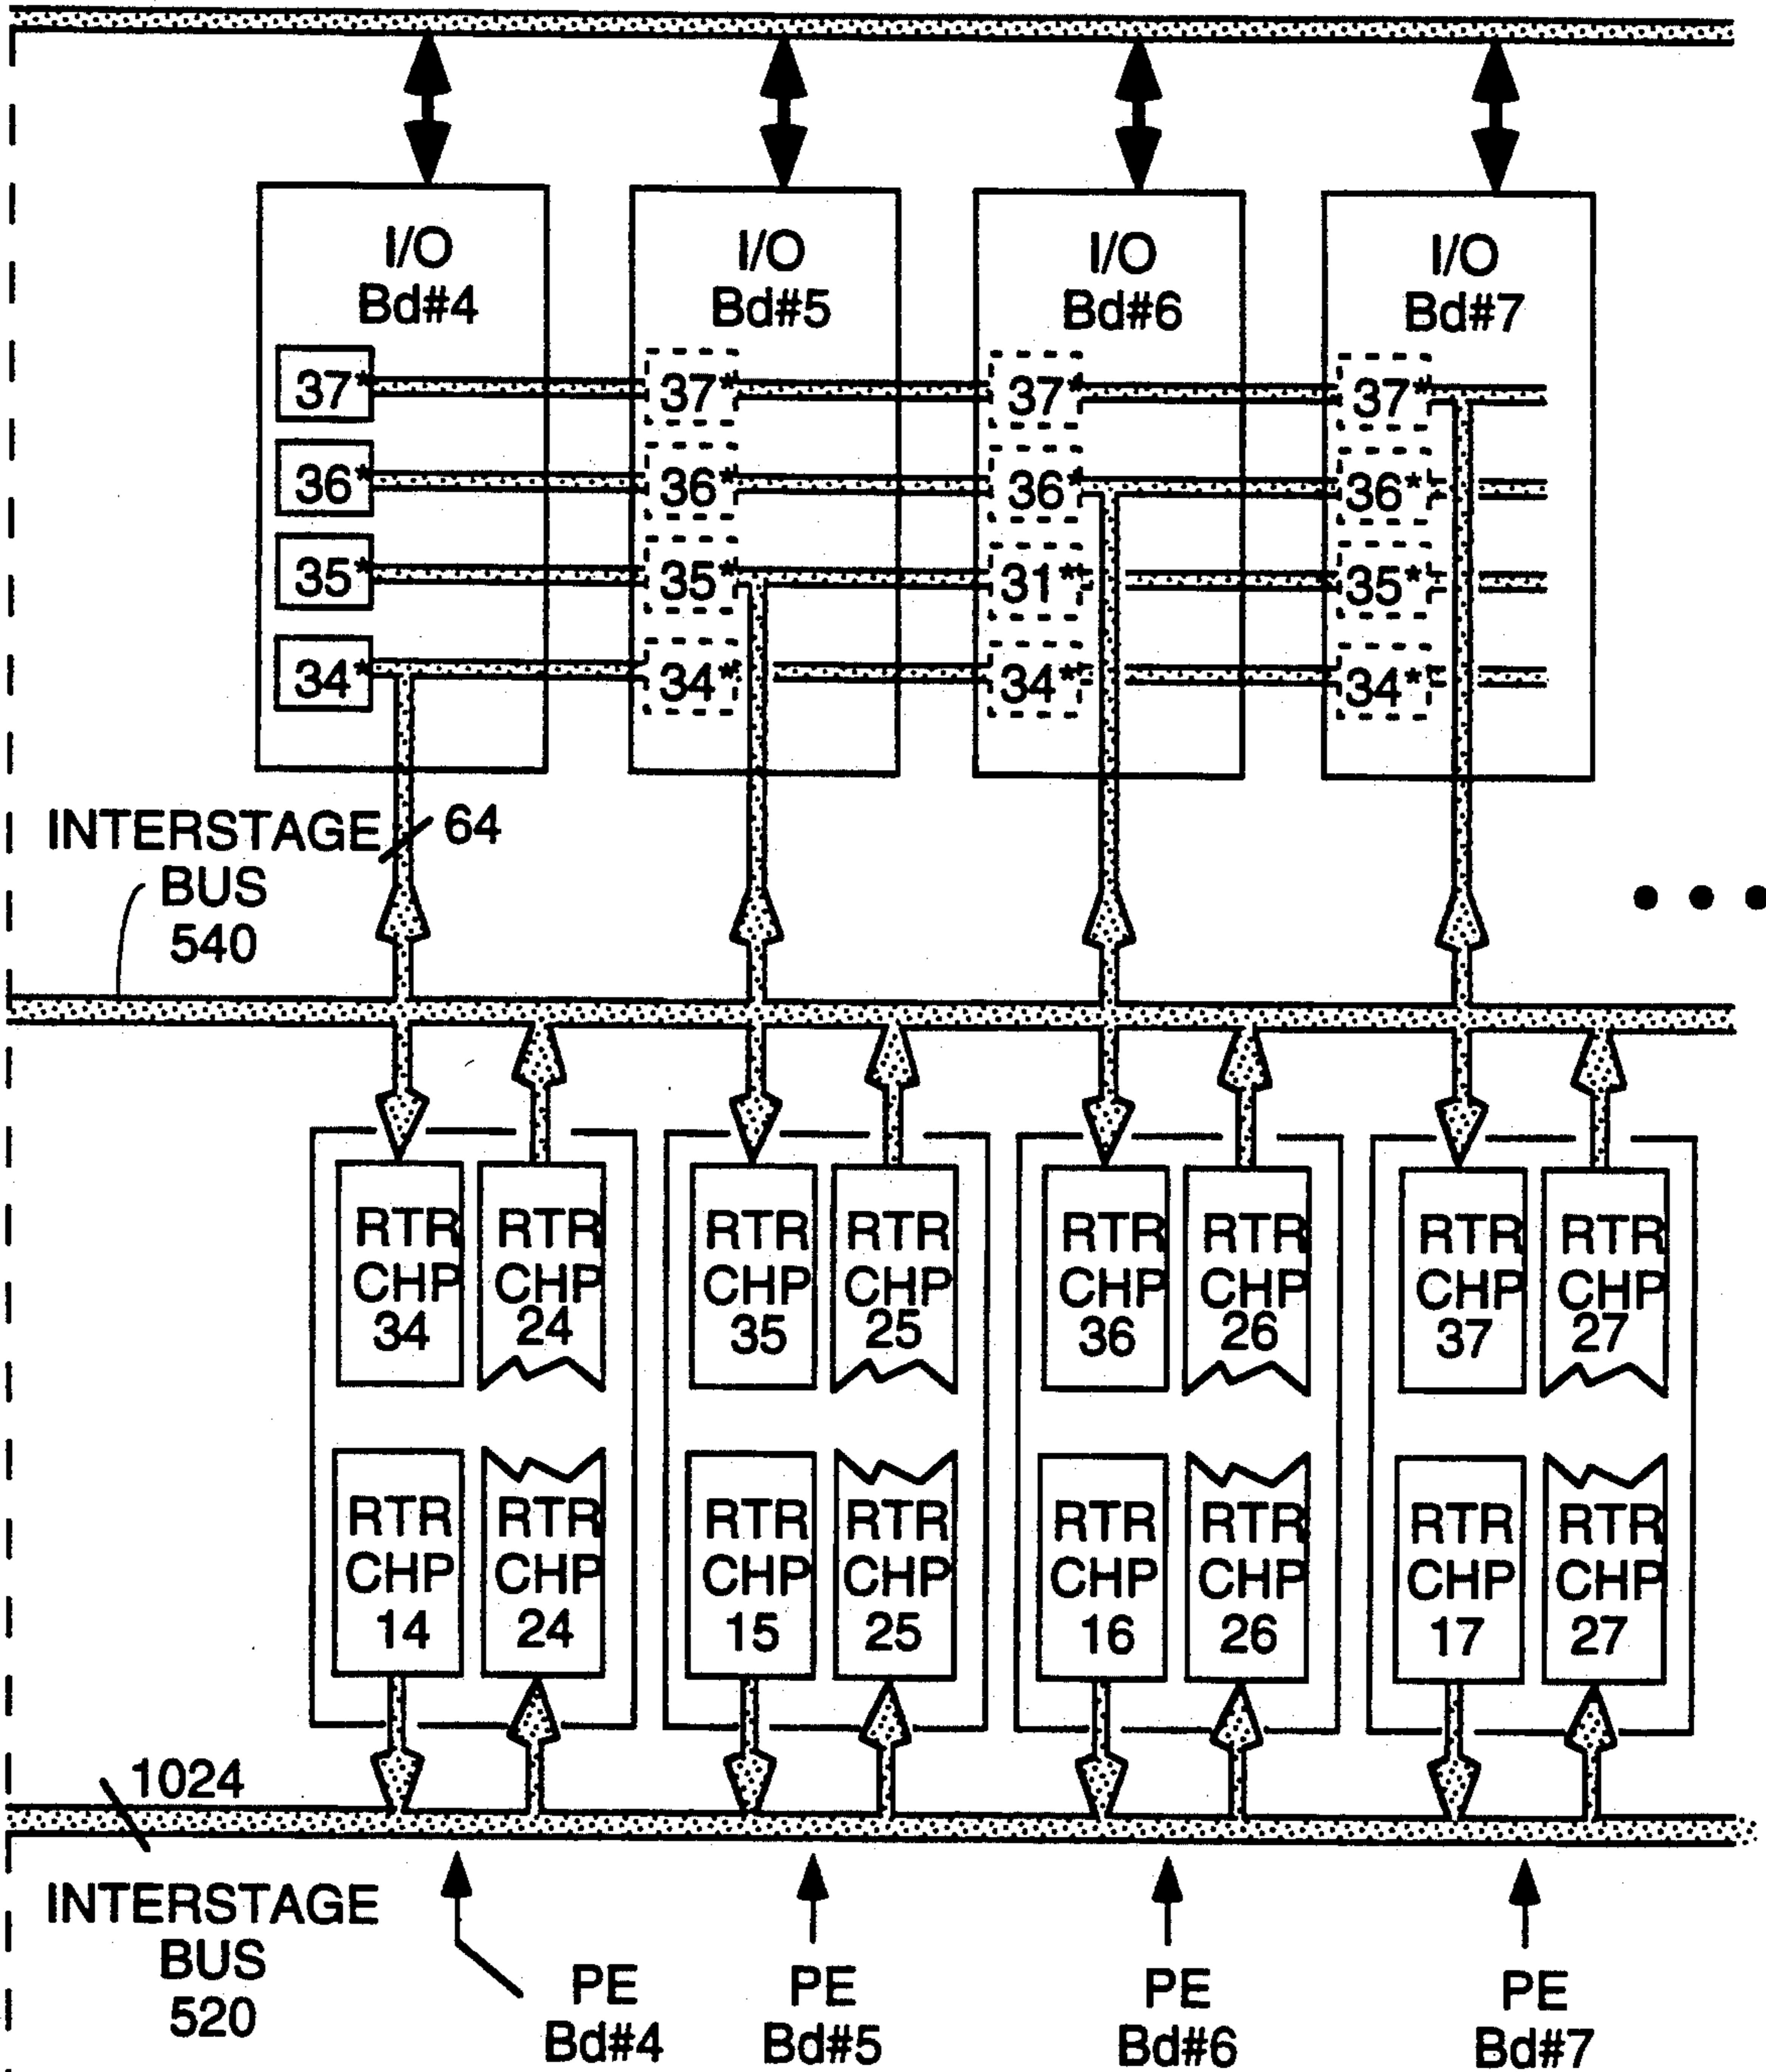 I/O
Bd#4
I/O
Bd#5
I/O
Bd#6
I/O
Bd#7
37*
37*
37*
37*
36*
36*
36*
36*
35*
35*
31*
35*
34*
34*
34*
34*
INTERSTAGE
BUS
540
64
RTR
CHP
34
RTR
CHP
24
RTR
CHP
35
RTR
CHP
25
RTR
CHP
36
RTR
CHP
26
RTR
CHP
37
RTR
CHP
27
RTR
CHP
14
RTR
CHP
24
RTR
CHP
15
RTR
CHP
25
RTR
CHP
16
RTR
CHP
26
RTR
CHP
17
RTR
CHP
27
1024
INTERSTAGE
BUS
520
PE
Bd#4
PE
Bd#5
PE
Bd#6
PE
Bd#7